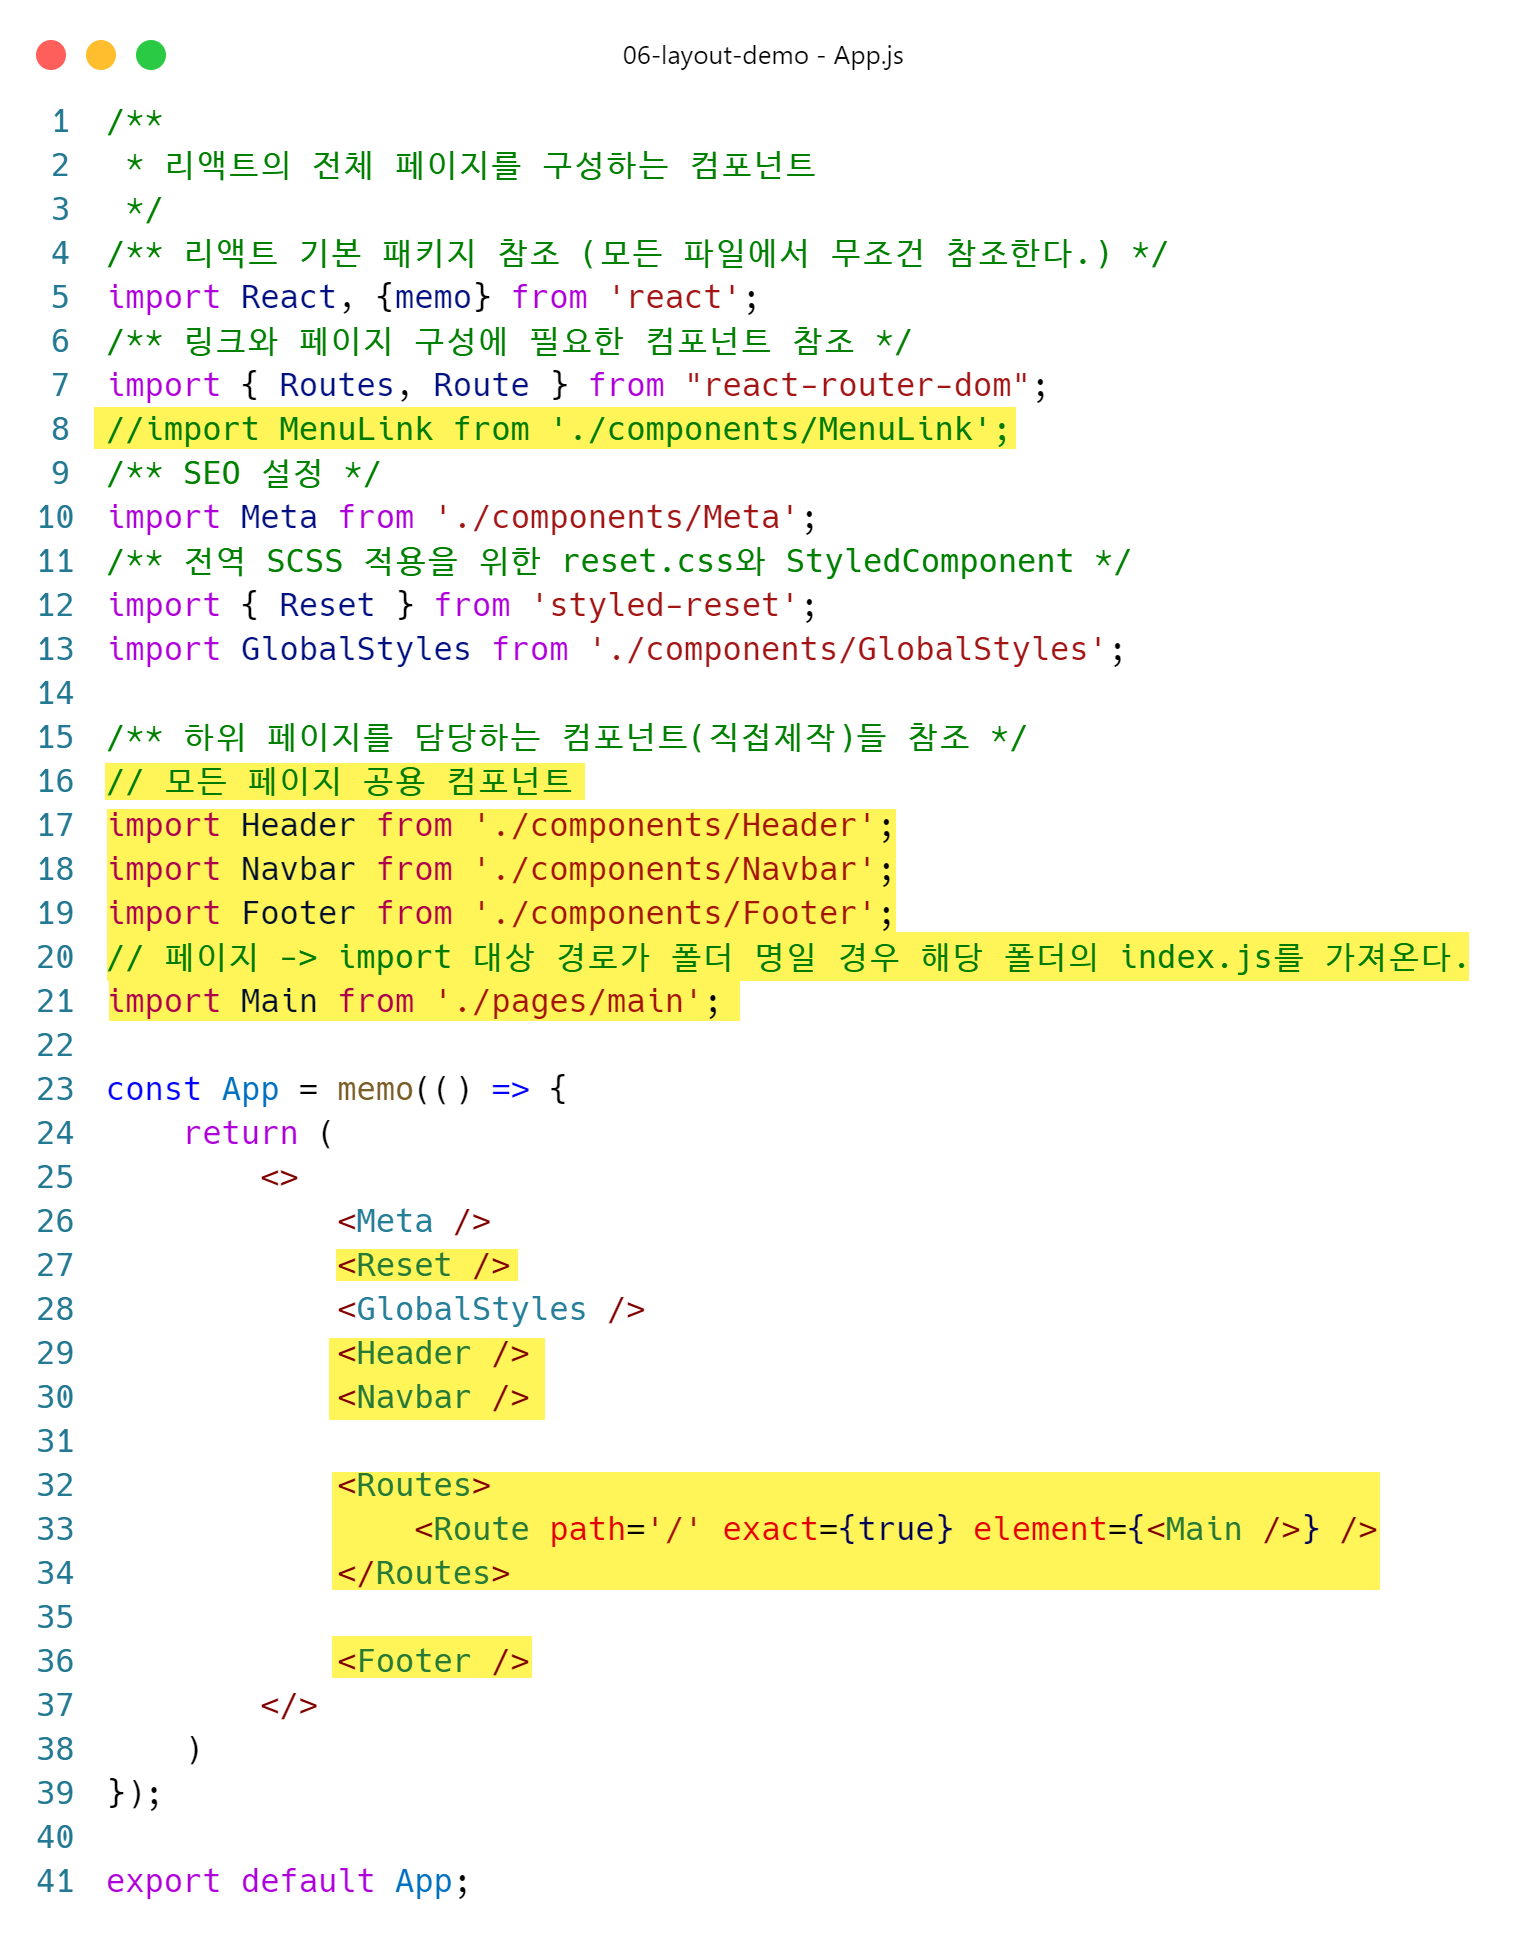 06-layout-demo - App.js
1 /**
2  * 리액트의 전체 페이지를 구성하는 컴포넌트
3  */
4 /** 리액트 기본 패키지 참조 (모든 파일에서 무조건 참조한다.) */
5 import React, {memo} from 'react';
6 /** 링크와 페이지 구성에 필요한 컴포넌트 참조 */
7 import { Routes, Route } from "react-router-dom";
8 //import MenuLink from './components/MenuLink';
9 /** SEO 설정 */
10 import Meta from './components/Meta';
11 /** 전역 SCSS 적용을 위한 reset.css와 StyledComponent */
12 import { Reset } from 'styled-reset';
13 import GlobalStyles from './components/GlobalStyles';
14
15 /** 하위 페이지를 담당하는 컴포넌트(직접제작)들 참조 */
16 // 모든 페이지 공용 컴포넌트
17 import Header from './components/Header';
18 import Navbar from './components/Navbar';
19 import Footer from './components/Footer';
20 // 페이지 -> import 대상 경로가 폴더 명일 경우 해당 폴더의 index.js를 가져온다.
21 import Main from './pages/main';
22
23 const App = memo(() => {
24     return (
25         <>
26             <Meta />
27             <Reset />
28             <GlobalStyles />
29             <Header />
30             <Navbar />
31
32             <Routes>
33                 <Route path='/' exact={true} element={<Main />} />
34             </Routes>
35
36             <Footer />
37         </>
38     )
39 });
40
41 export default App;